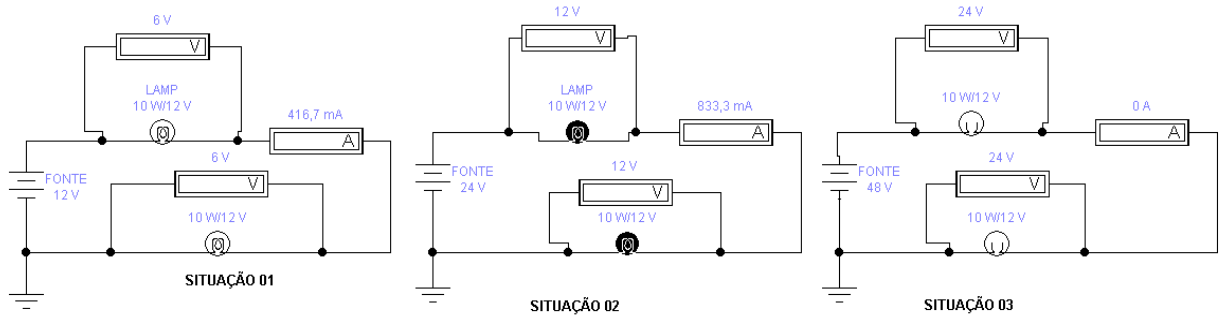 6 V
V
LAMP
10 W/12 V
416,7 mA
A
6 V
V
FONTE
12 V
10 W/12 V
SITUAÇÃO 01
12 V
V
LAMP
10 W/12 V
833,3 mA
A
12 V
V
FONTE
24 V
10 W/12 V
SITUAÇÃO 02
24 V
V
10 W/12 V
0 A
A
24 V
V
FONTE
48 V
10 W/12 V
SITUAÇÃO 03